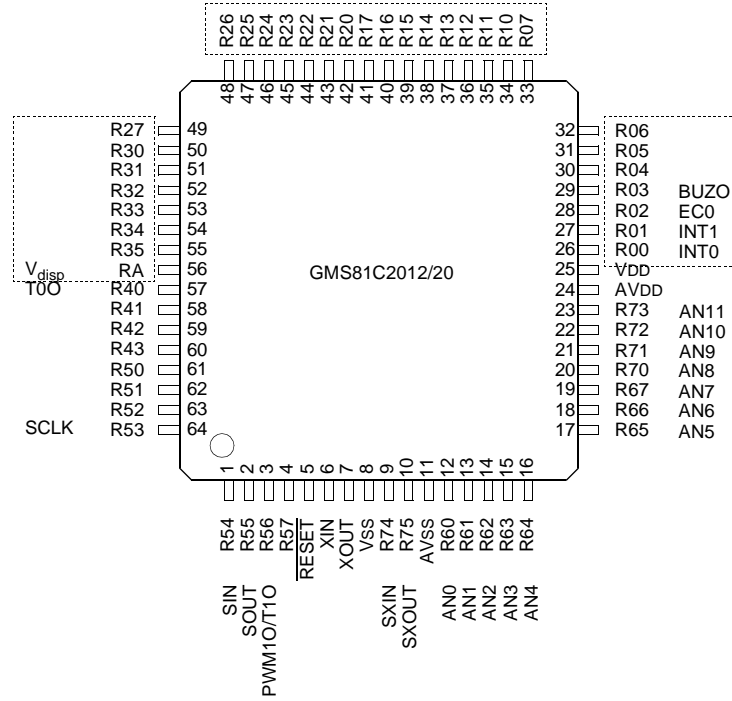 R26 R25 R24 R23 R22 R21 R20 R17 R16 R15 R14 R13 R12 R11 R10 R07
48 47 46 45 44 43 42 41 40 39 38 37 36 35 34 33
R27 49 32 R06
R30 50 31 R05
R31 51 30 R04
R32 52 29 R03 BUZO
R33 53 28 R02 EC0
R34 54 27 R01 INT1
R35 55 26 R00 INT0
Vdisp RA 56 GMS81C2012/20 25 VDD
T0O R40 57 24 AVDD
R41 58 23 R73 AN11
R42 59 22 R72 AN10
R43 60 21 R71 AN9
R50 61 20 R70 AN8
R51 62 19 R67 AN7
R52 63 18 R66 AN6
SCLK R53 64 17 R65 AN5
1 2 3 4 5 6 7 8 9 10 11 12 13 14 15 16
R54 R55 R56 R57 RESET XIN XOUT VSS R74 R75 AVSS R60 R61 R62 R63 R64
SIN SOUT PWM1O/T1O SXIN SXOUT AN0 AN1 AN2 AN3 AN4